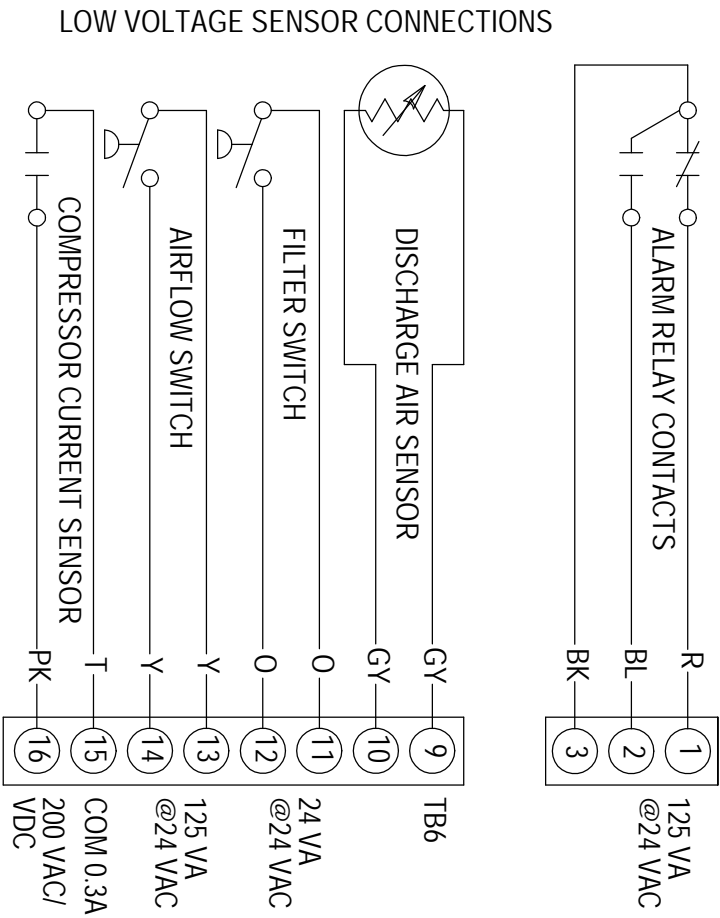 LOW VOLTAGE SENSOR CONNECTIONS
COMPRESSOR CURRENT SENSOR
AIRFLOW SWITCH
FILTER SWITCH
DISCHARGE AIR SENSOR
ALARM RELAY CONTACTS
PK
T
Y
Y
O
O
GY
GY
BK
BL
R
16
15
14
13
12
11
10
9
3
2
1
COM 0.3A
200 VAC/
VDC
125 VA
@24 VAC
24 VA
@24 VAC
TB6
125 VA
@24 VAC